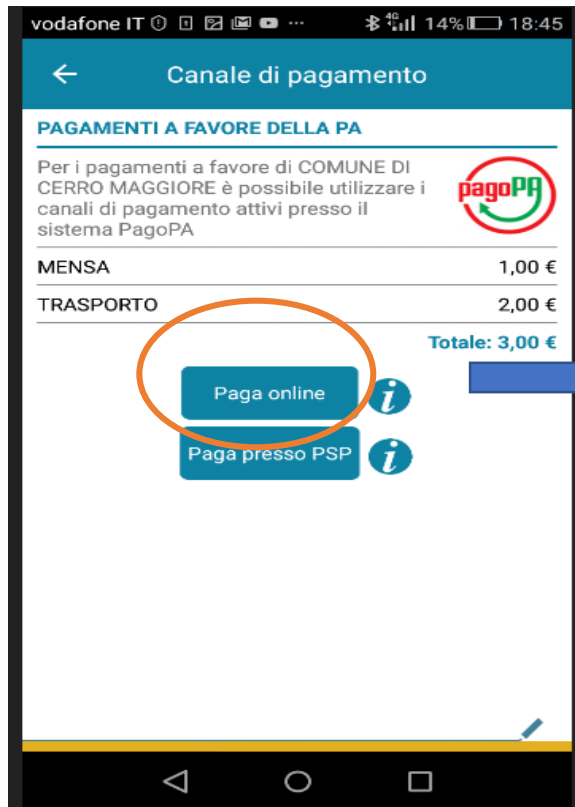 vodafone IT 4G 14% 18:45
Canale di pagamento
PAGAMENTI A FAVORE DELLA PA
Per i pagamenti a favore di COMUNE DI
CERRO MAGGIORE è possibile utilizzare i
canali di pagamento attivi presso il
sistema PagoPA
pagoPA
MENSA 1,00 €
TRASPORTO 2,00 €
Totale: 3,00 €
Paga online i
Paga presso PSP i